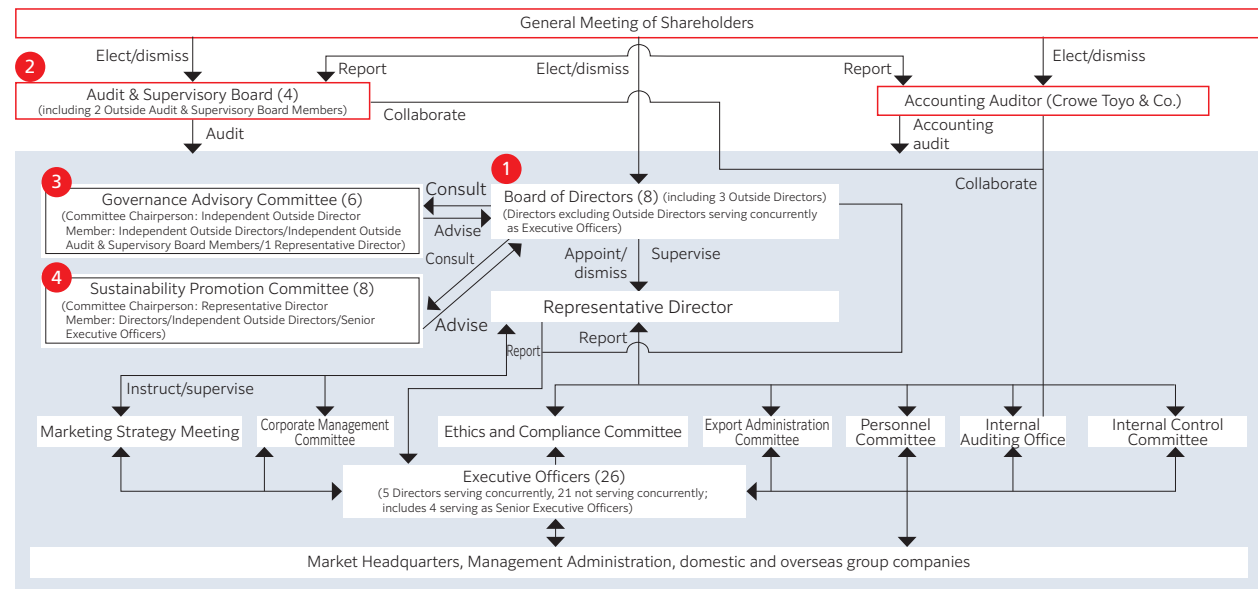 General Meeting of Shareholders
Elect/dismiss
Report
Elect/dismiss
Report
Elect/dismiss
2
Audit & Supervisory Board (4)
(including 2 Outside Audit & Supervisory Board Members)
Collaborate
Accounting Auditor (Crowe Toyo & Co.)
Audit
Accounting
audit
Collaborate
3
Governance Advisory Committee (6)
(Committee Chairperson: Independent Outside Director
Member: Independent Outside Directors/Independent Outside
Audit & Supervisory Board Members/1 Representative Director)
Consult
Advise
1
Board of Directors (8) (including 3 Outside Directors)
(Directors excluding Outside Directors serving concurrently
as Executive Officers)
Consult
Appoint/
dismiss
Supervise
4
Sustainability Promotion Committee (8)
(Committee Chairperson: Representative Director
Member: Directors/Independent Outside Directors/Senior
Executive Officers)
Advise
Representative Director
Report
Report
Instruct/supervise
Marketing Strategy Meeting
Corporate Management
Committee
Ethics and Compliance Committee
Export Administration
Committee
Personnel
Committee
Internal
Auditing Office
Internal Control
Committee
Executive Officers (26)
(5 Directors serving concurrently, 21 not serving concurrently;
includes 4 serving as Senior Executive Officers)
Market Headquarters, Management Administration, domestic and overseas group companies